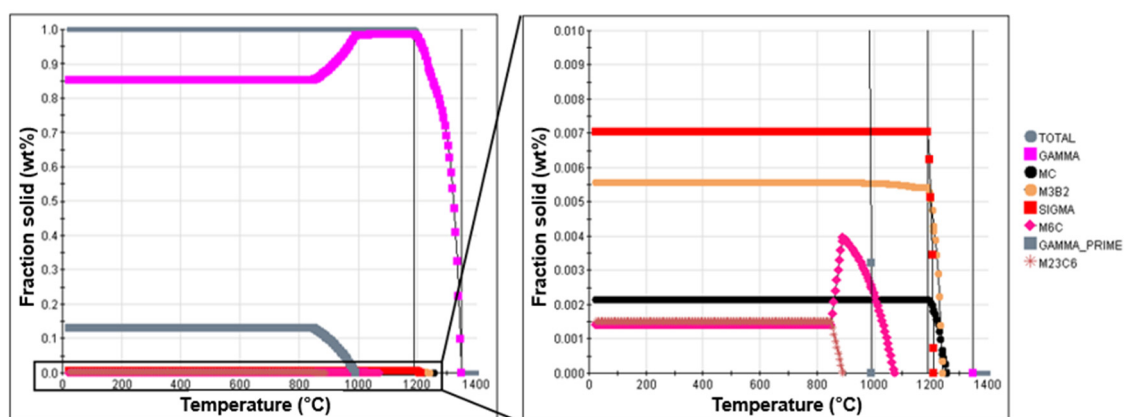 Fraction solid (wt%)
1.0
0.9
0.8
0.7
0.6
0.5
0.4
0.3
0.2
0.1
0.0
0 200 400 600 800 1000 1200 1400
Temperature (°C)
Fraction solid (wt%)
0.010
0.009
0.008
0.007
0.006
0.005
0.004
0.003
0.002
0.001
0.000
0 200 400 600 800 1000 1200 1400
Temperature (°C)
TOTAL
GAMMA
MC
M3B2
SIGMA
M6C
GAMMA_PRIME
M23C6